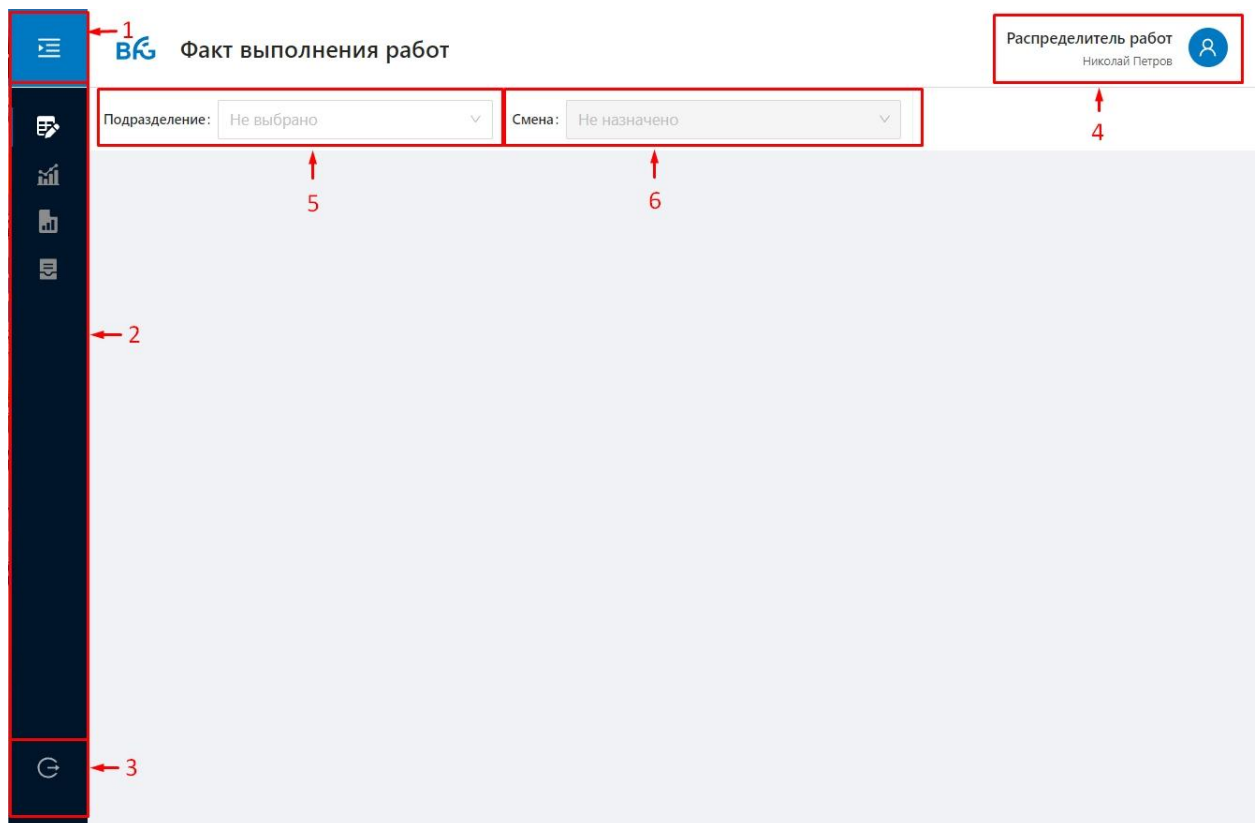 1
BFG Факт выполнения работ
Распределитель работ
Николай Петров
4
Подразделение: Не выбрано
Смена: Не назначено
5
6
2
3